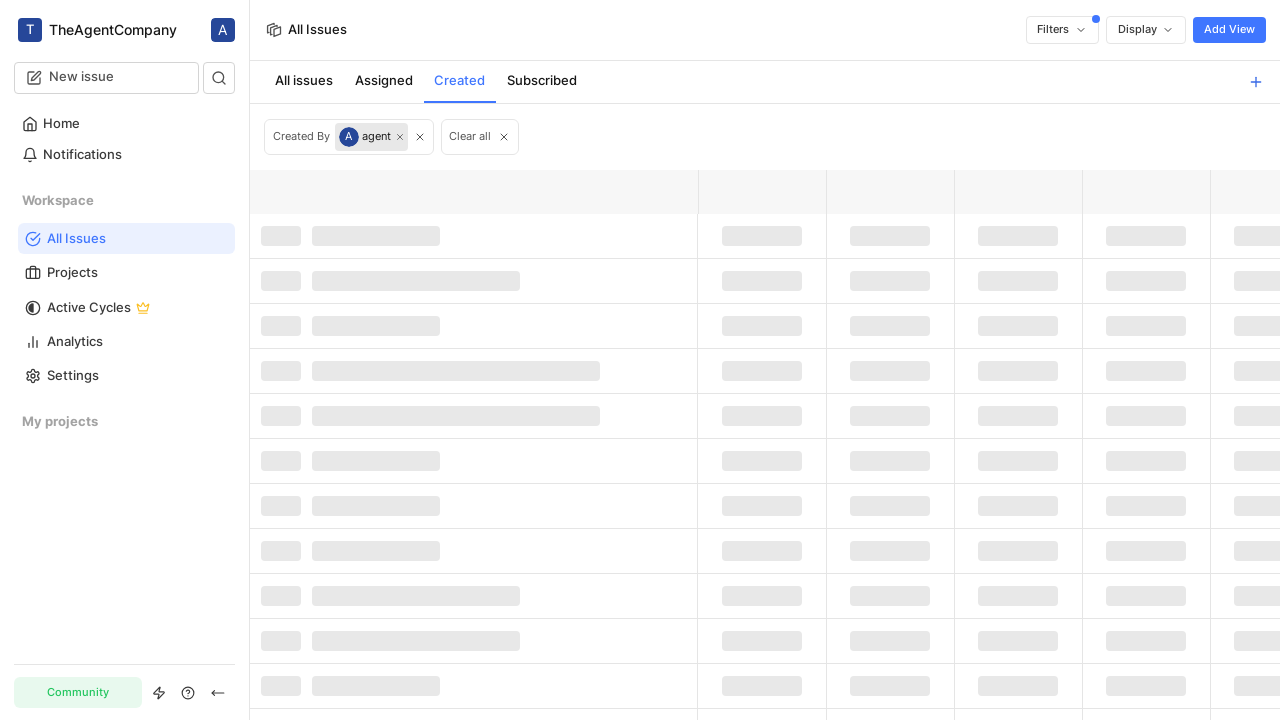 T TheAgentCompany A
New issue
Home
Notifications
Workspace
All Issues
Projects
Active Cycles
Analytics
Settings
My projects
Community
All Issues
Filters
Display
Add View
All issues Assigned Created Subscribed
Created By A agent
Clear all